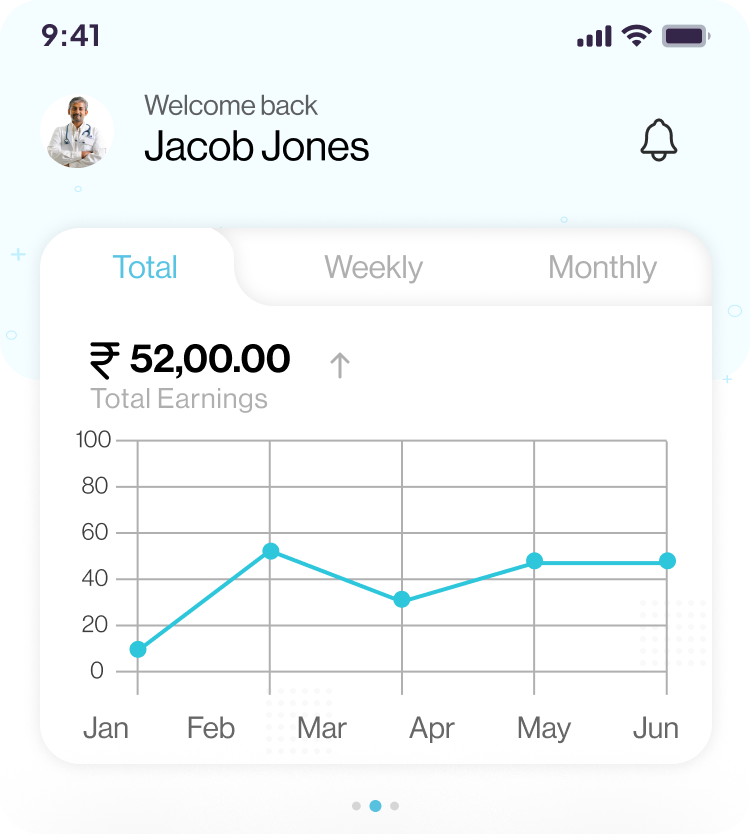 9:41
Welcome back
Jacob Jones
Total Weekly Monthly
₹ 52,00.00 ↑
Total Earnings
100
80
60
40
20
0
Jan Feb Mar Apr May Jun